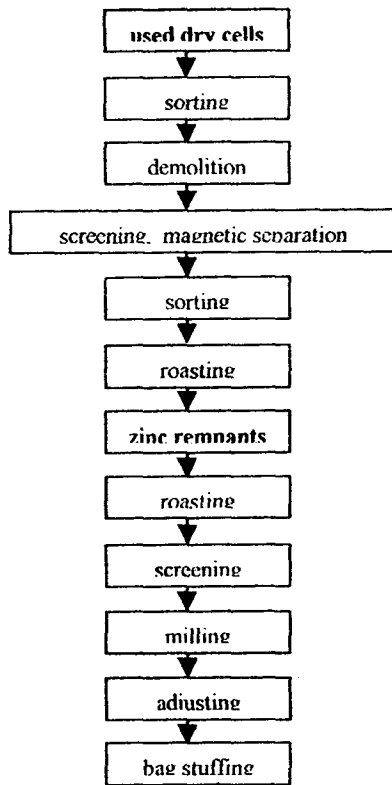 used dry cells
sorting
demolition
screening, magnetic separation
sorting
roasting
zinc remnants
roasting
screening
milling
adjusting
bag stuffing